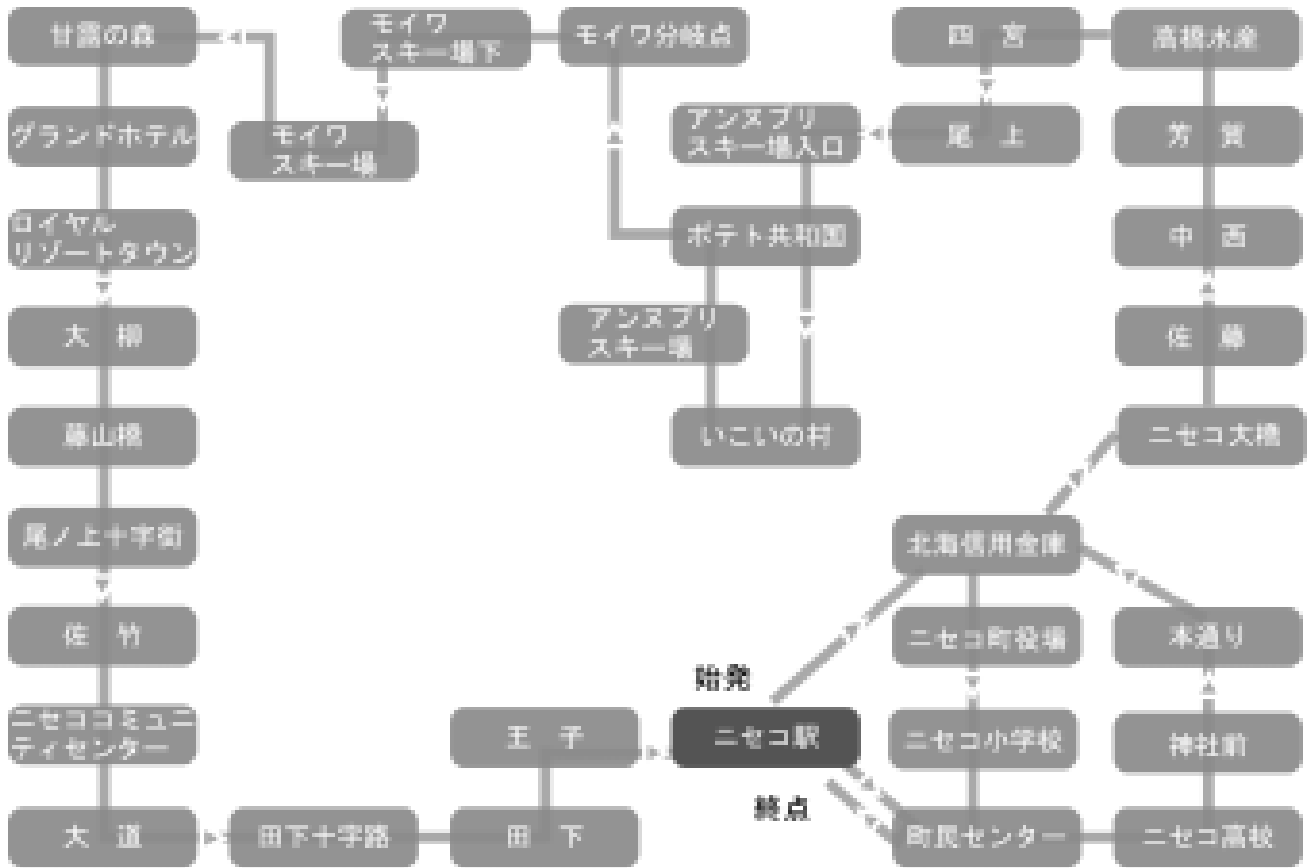 甘露の森
モイワ
スキー場下
モイワ分岐点
四宮
高橋水産
グランドホテル
モイワ
スキー場
アンヌプリ
スキー場入口
尾上
芳賀
ロイヤル
リゾートタウン
ポテト共和国
中西
大柳
アンヌプリ
スキー場
佐藤
藤山橋
いこいの村
ニセコ大橋
尾ノ上十字街
北海信用金庫
佐竹
ニセコ町役場
本通り
始発
ニセココミュニ
ティセンター
王子
ニセコ駅
ニセコ小学校
神社前
終点
大道
田下十字路
田下
町民センター
ニセコ高校